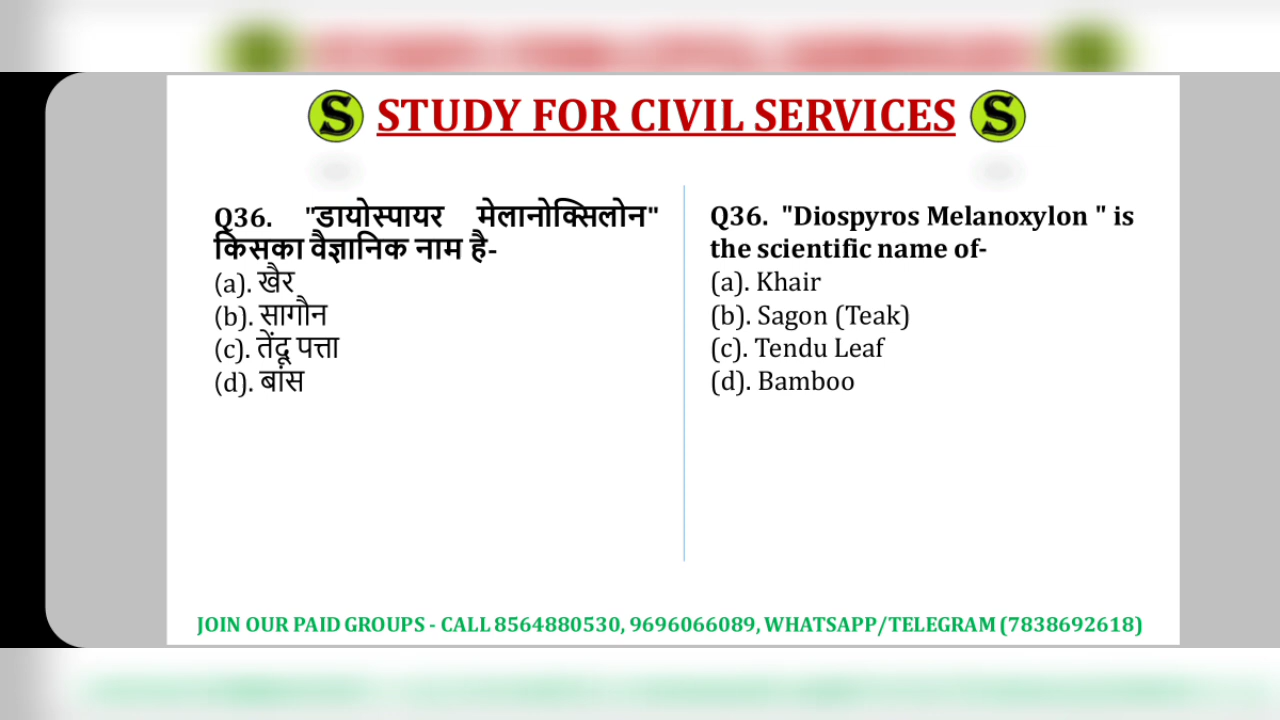 S STUDY FOR CIVIL SERVICES S
Q36. "डायोस्पायर मेलानोक्सिलोन"
किसका वैज्ञानिक नाम है-
(a). खैर
(b). सागौन
(c). तेंदू पत्ता
(d). बांस
Q36. "Diospyros Melanoxylon " is
the scientific name of-
(a). Khair
(b). Sagon (Teak)
(c). Tendu Leaf
(d). Bamboo
JOIN OUR PAID GROUPS - CALL 8564880530, 9696066089, WHATSAPP/TELEGRAM (7838692618)